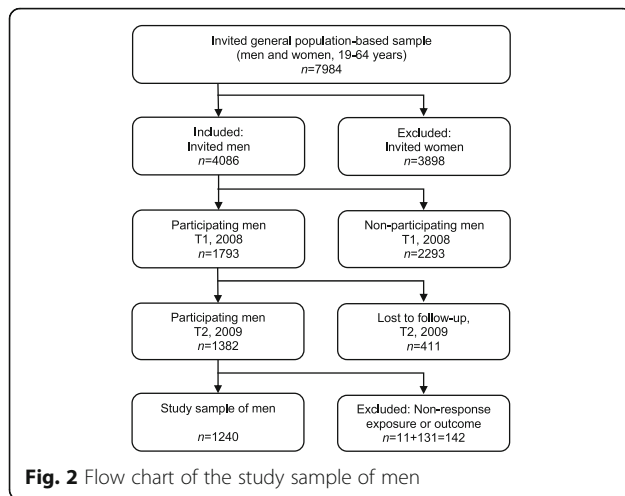 Invited general population-based sample
(men and women, 19-64 years)
n=7984
Included:
Invited men
n=4086
Excluded:
Invited women
n=3898
Participating men
T1, 2008
n=1793
Non-participating men
T1, 2008
n=2293
Participating men
T2, 2009
n=1382
Lost to follow-up,
T2, 2009
n=411
Study sample of men
n=1240
Excluded: Non-response
exposure or outcome
n=11+131=142
Fig. 2 Flow chart of the study sample of men